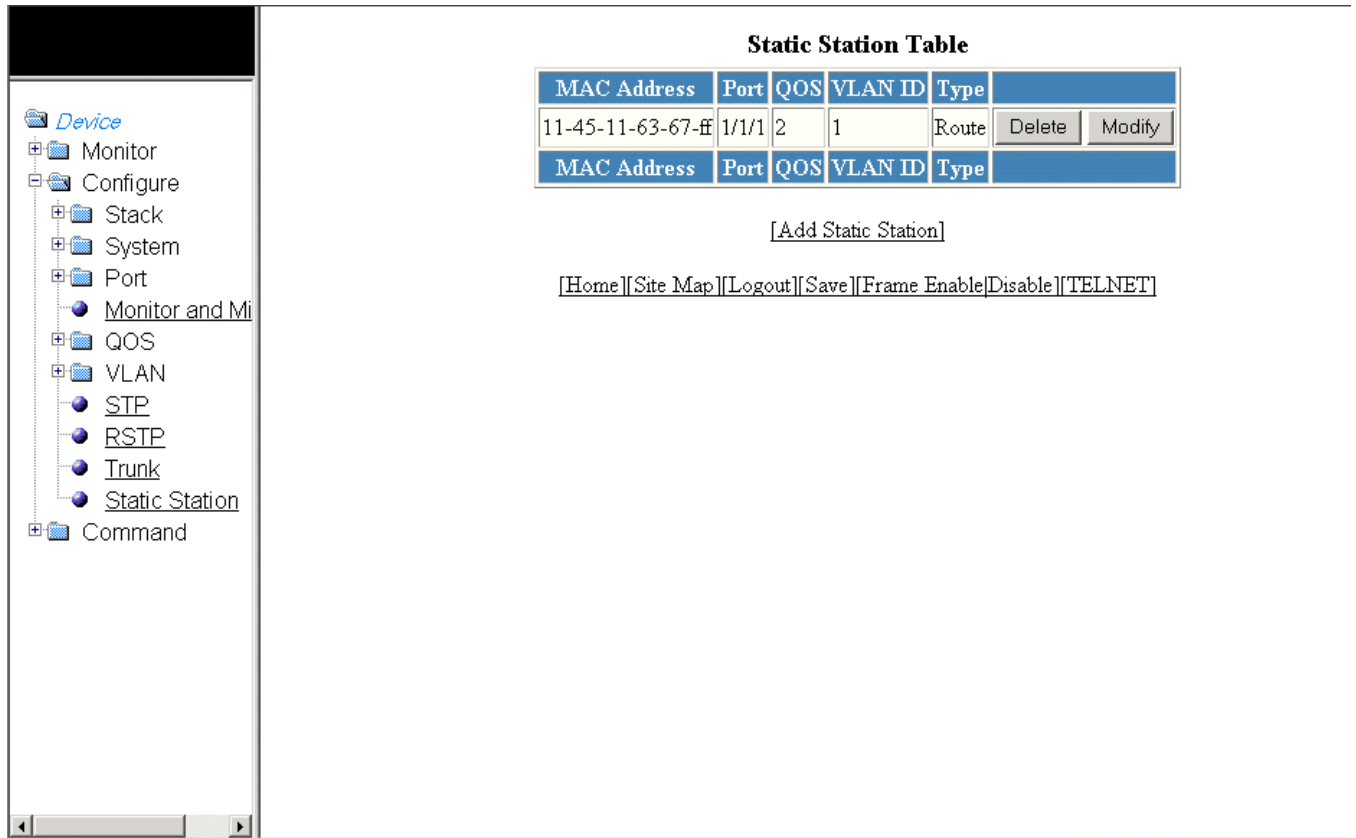 Device
Monitor
Configure
Stack
System
Port
Monitor and Mi
QOS
VLAN
STP
RSTP
Trunk
Static Station
Command
Static Station Table
MAC Address Port QOS VLAN ID Type
11-45-11-63-67-ff 1/1/1 2 1 Route Delete Modify
MAC Address Port QOS VLAN ID Type
[Add Static Station]
[Home][Site Map][Logout][Save][Frame Enable|Disable][TELNET]